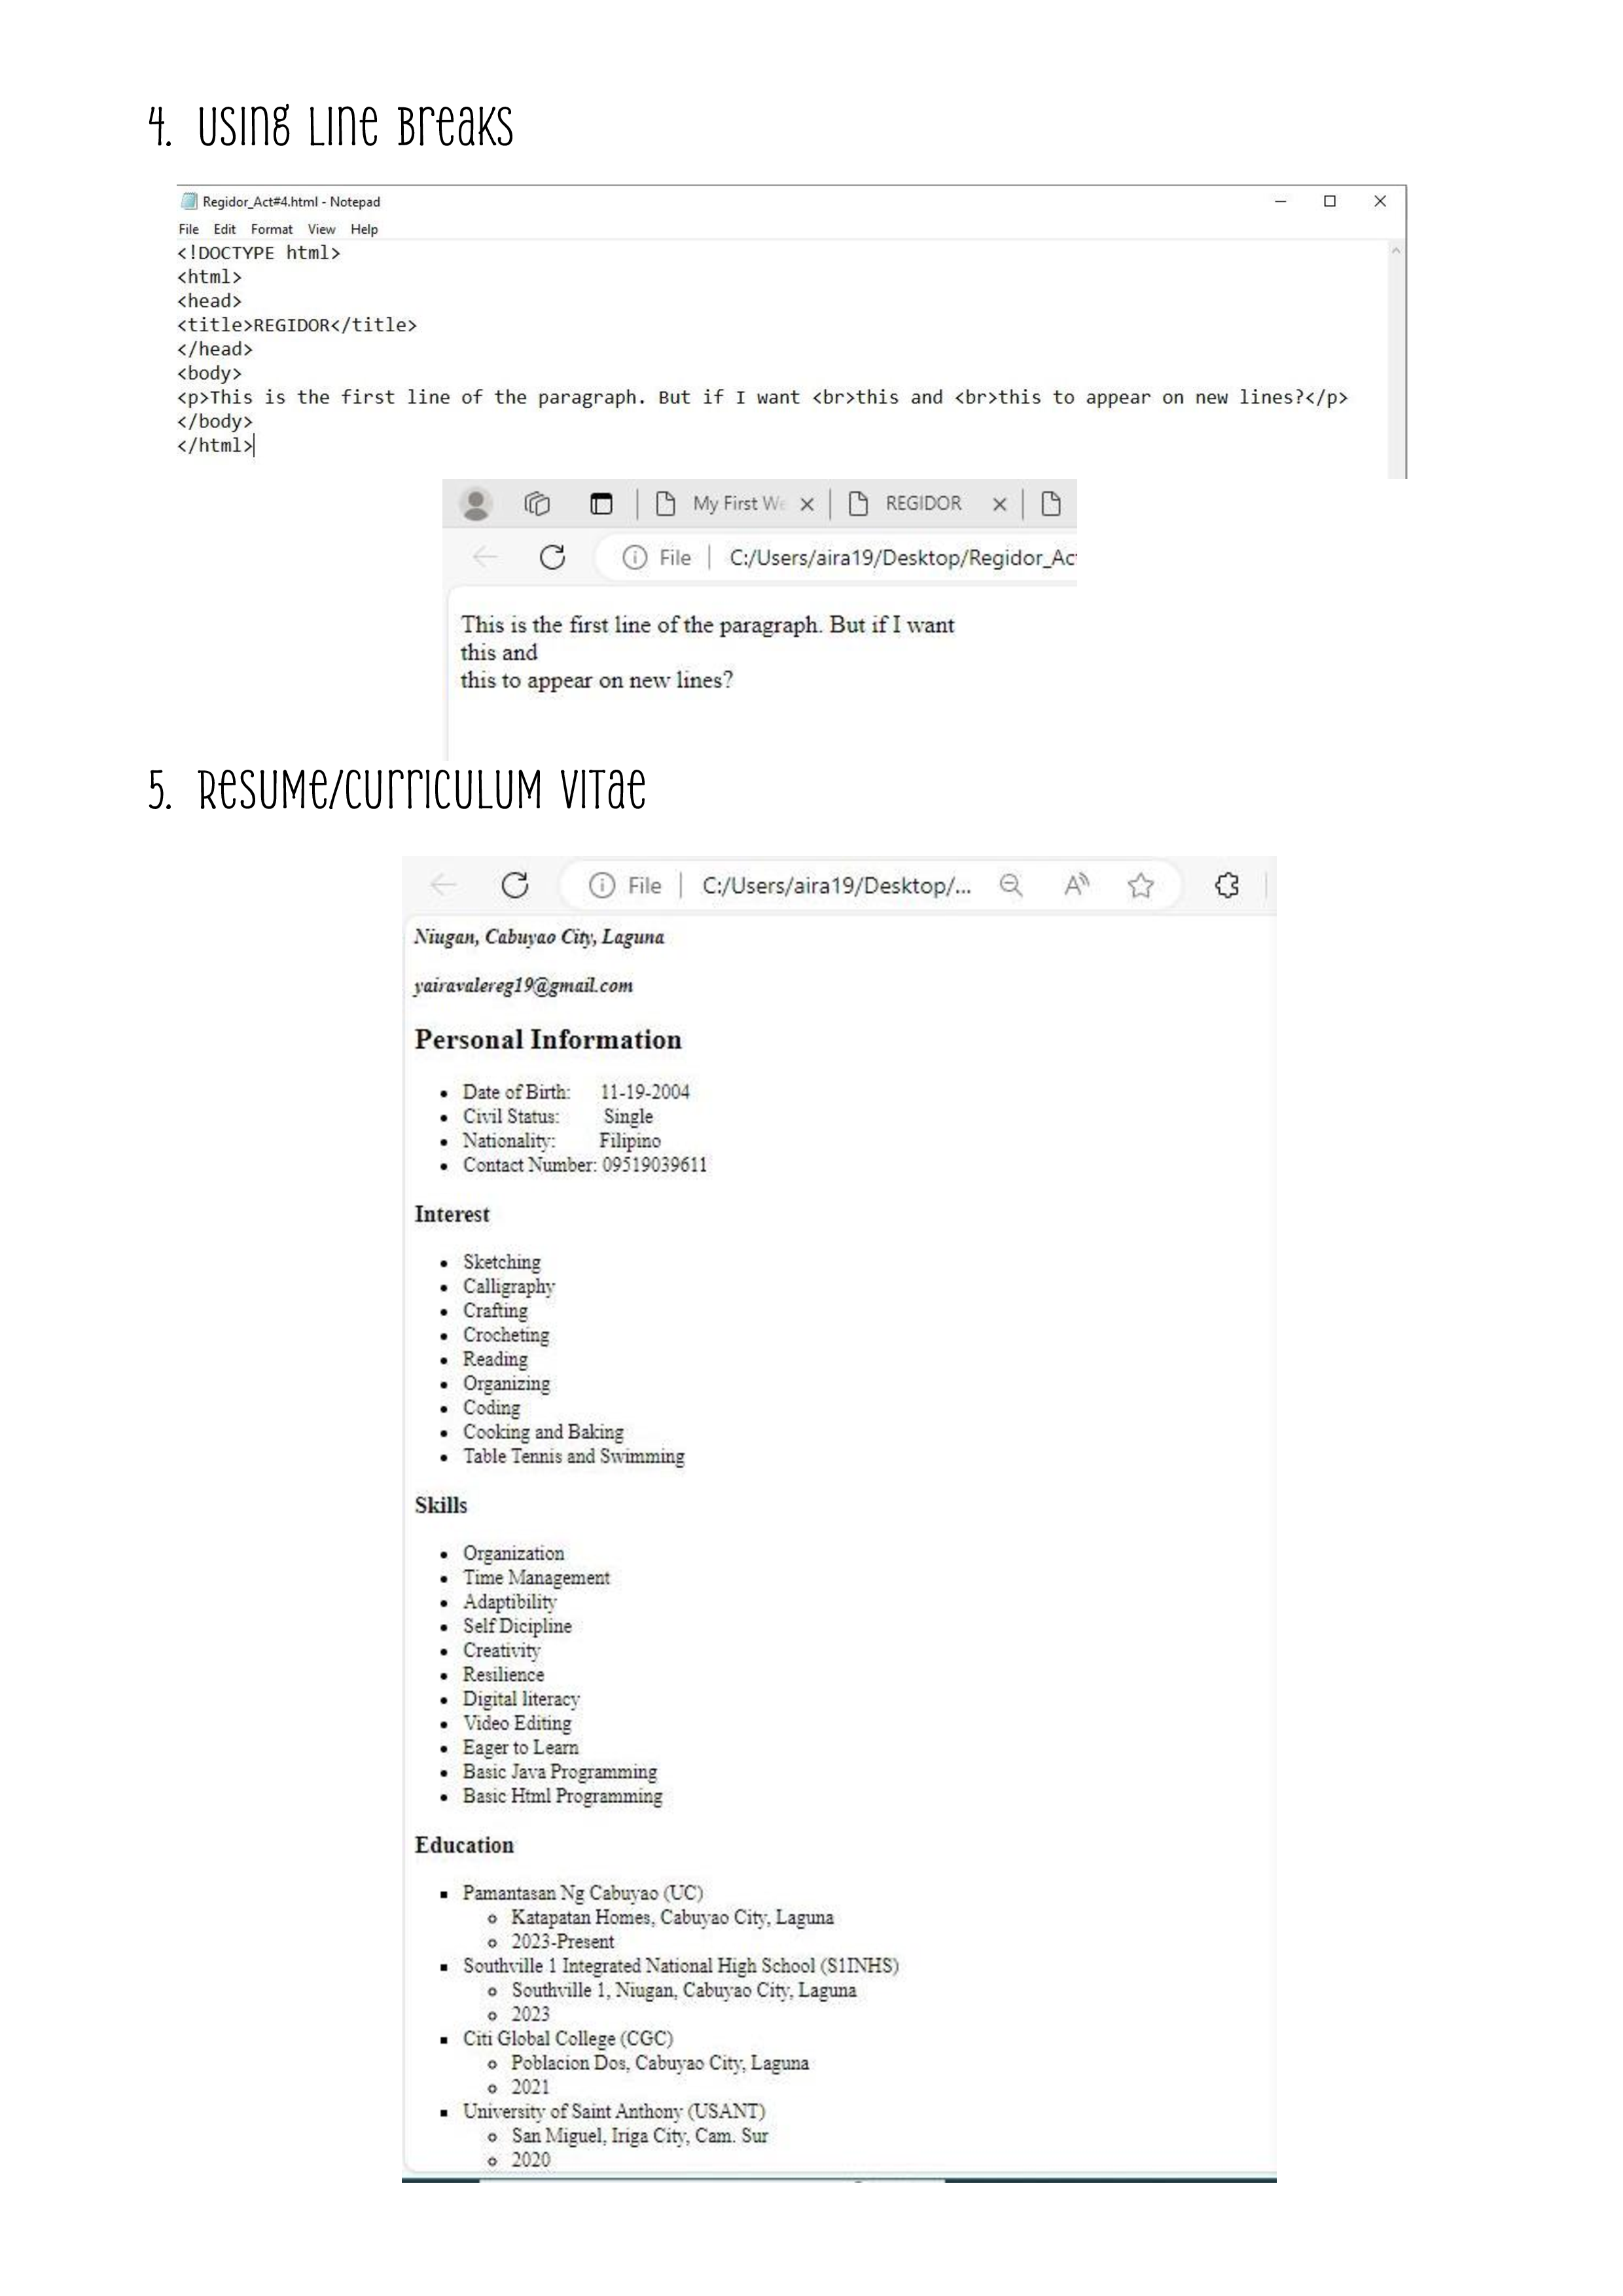 4. Using Line Breaks
Regidor_Act#4.html - Notepad
File Edit Format View Help
<!DOCTYPE html>
<html>
<head>
<title>REGIDOR</title>
</head>
<body>
<p>This is the first line of the paragraph. But if I want <br>this and <br>this to appear on new lines?</p>
</body>
</html>
My First We REGIDOR
File C:/Users/aira19/Desktop/Regidor_Ac
This is the first line of the paragraph. But if I want
this and
this to appear on new lines?
5. Resume/Curriculum Vitae
File C:/Users/aira19/Desktop/...
Niugan, Cabuyao City, Laguna
yairavalereg19@gmail.com
Personal Information
• Date of Birth: 11-19-2004
• Civil Status: Single
• Nationality: Filipino
• Contact Number: 09519039611
Interest
• Sketching
• Calligraphy
• Crafting
• Crocheting
• Reading
• Organizing
• Coding
• Cooking and Baking
• Table Tennis and Swimming
Skills
• Organization
• Time Management
• Adaptibility
• Self Dicipline
• Creativity
• Resilience
• Digital literacy
• Video Editing
• Eager to Learn
• Basic Java Programming
• Basic Html Programming
Education
▪ Pamantasan Ng Cabuyao (UC)
o Katapatan Homes, Cabuyao City, Laguna
o 2023-Present
▪ Southville 1 Integrated National High School (S1INHS)
o Southville 1, Niugan, Cabuyao City, Laguna
o 2023
▪ Citi Global College (CGC)
o Poblacion Dos, Cabuyao City, Laguna
o 2021
▪ University of Saint Anthony (USANT)
o San Miguel, Iriga City, Cam. Sur
o 2020